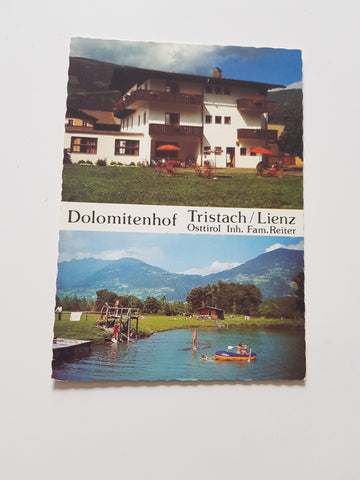 Dolomitenhof Tristach/Lienz
Osttirol Inh. Fam. Reiter